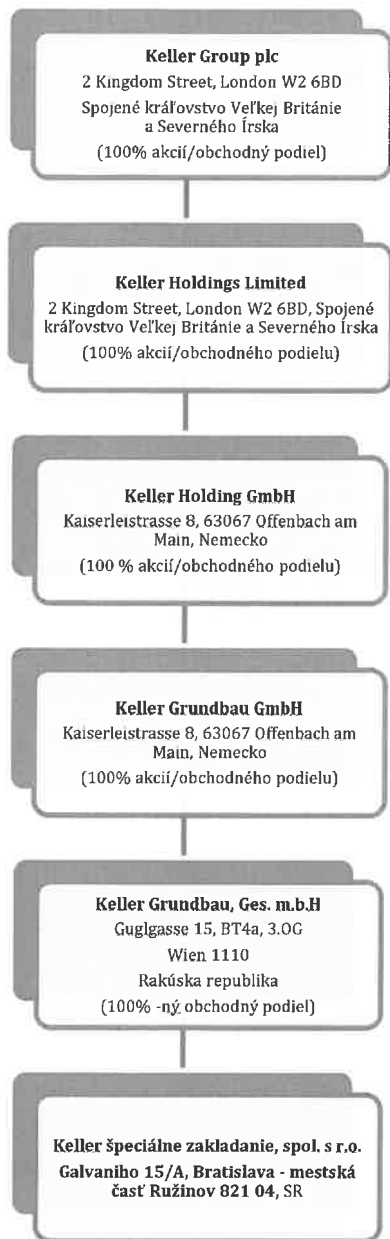 Keller Group plc
2 Kingdom Street, London W2 6BD
Spojené kráľovstvo Veľkej Británie
a Severného Írska
(100% akcií/obchodný podiel)
Keller Holdings Limited
2 Kingdom Street, London W2 6BD, Spojené
kráľovstvo Veľkej Británie a Severného Írska
(100% akcií/obchodného podielu)
Keller Holding GmbH
Kaiserleistrasse 8, 63067 Offenbach am
Main, Nemecko
(100 % akcií/obchodného podielu)
Keller Grundbau GmbH
Kaiserleistrasse 8, 63067 Offenbach am
Main, Nemecko
(100% akcií/obchodného podielu)
Keller Grundbau, Ges. m.b.H
Guglgasse 15, BT4a, 3.OG
Wien 1110
Rakúska republika
(100% -ný obchodný podiel)
Keller špeciálne zakladanie, spol. s r.o.
Galvaniho 15/A, Bratislava - mestská
časť Ružinov 821 04, SR